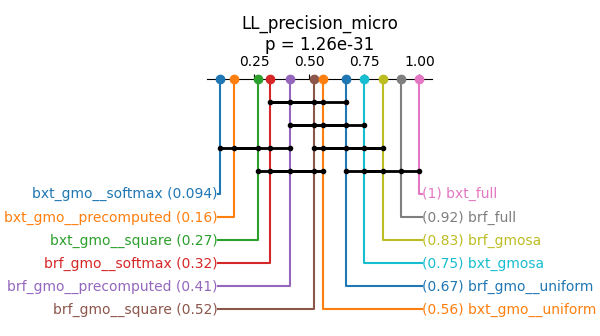 LL_precision_micro
p = 1.26e-31
0.25 0.50 0.75 1.00
bxt_gmo__softmax (0.094) (1) bxt_full
bxt_gmo__precomputed (0.16) (0.92) brf_full
bxt_gmo__square (0.27) (0.83) brf_gmosa
brf_gmo__softmax (0.32) (0.75) bxt_gmosa
brf_gmo__precomputed (0.41) (0.67) brf_gmo__uniform
brf_gmo__square (0.52) (0.56) bxt_gmo__uniform